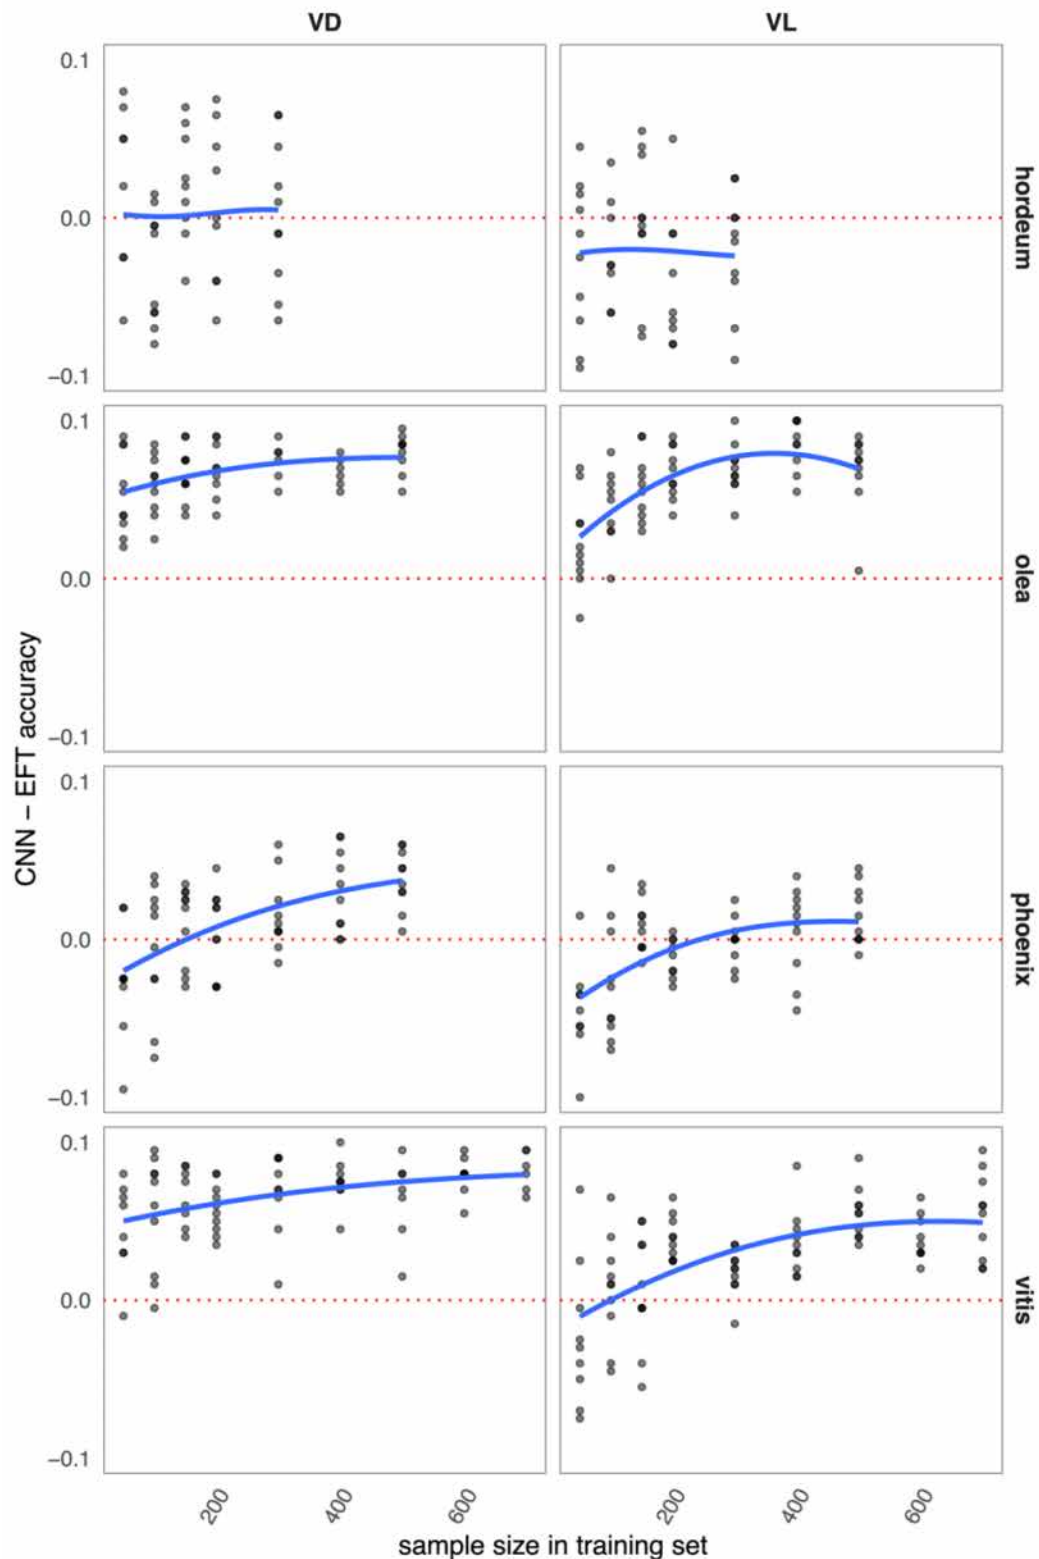 VD VL
0.1
0.0
−0.1
hordeum
0.1
0.0
−0.1
olea
CNN − EFT accuracy
0.1
0.0
−0.1
phoenix
0.1
0.0
−0.1
vitis
200 400 600 200 400 600
sample size in training set